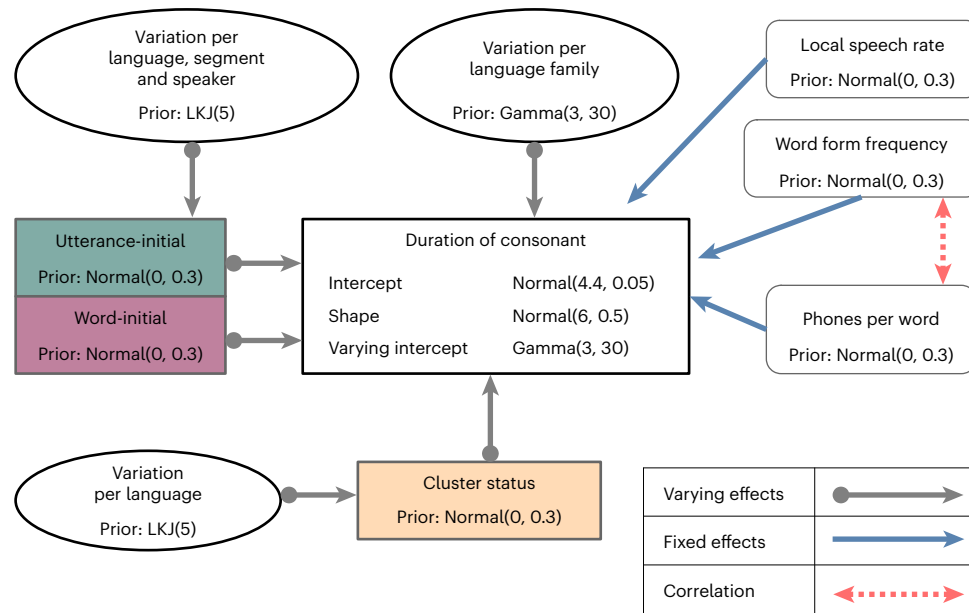 Variation per
language, segment
and speaker
Prior: LKJ(5)
Variation per
language family
Prior: Gamma(3, 30)
Local speech rate
Prior: Normal(0, 0.3)
Word form frequency
Prior: Normal(0, 0.3)
Utterance-initial
Prior: Normal(0, 0.3)
Word-initial
Prior: Normal(0, 0.3)
Duration of consonant
Intercept Normal(4.4, 0.05)
Shape Normal(6, 0.5)
Varying intercept Gamma(3, 30)
Phones per word
Prior: Normal(0, 0.3)
Variation
per language
Prior: LKJ(5)
Cluster status
Prior: Normal(0, 0.3)
Varying effects
Fixed effects
Correlation